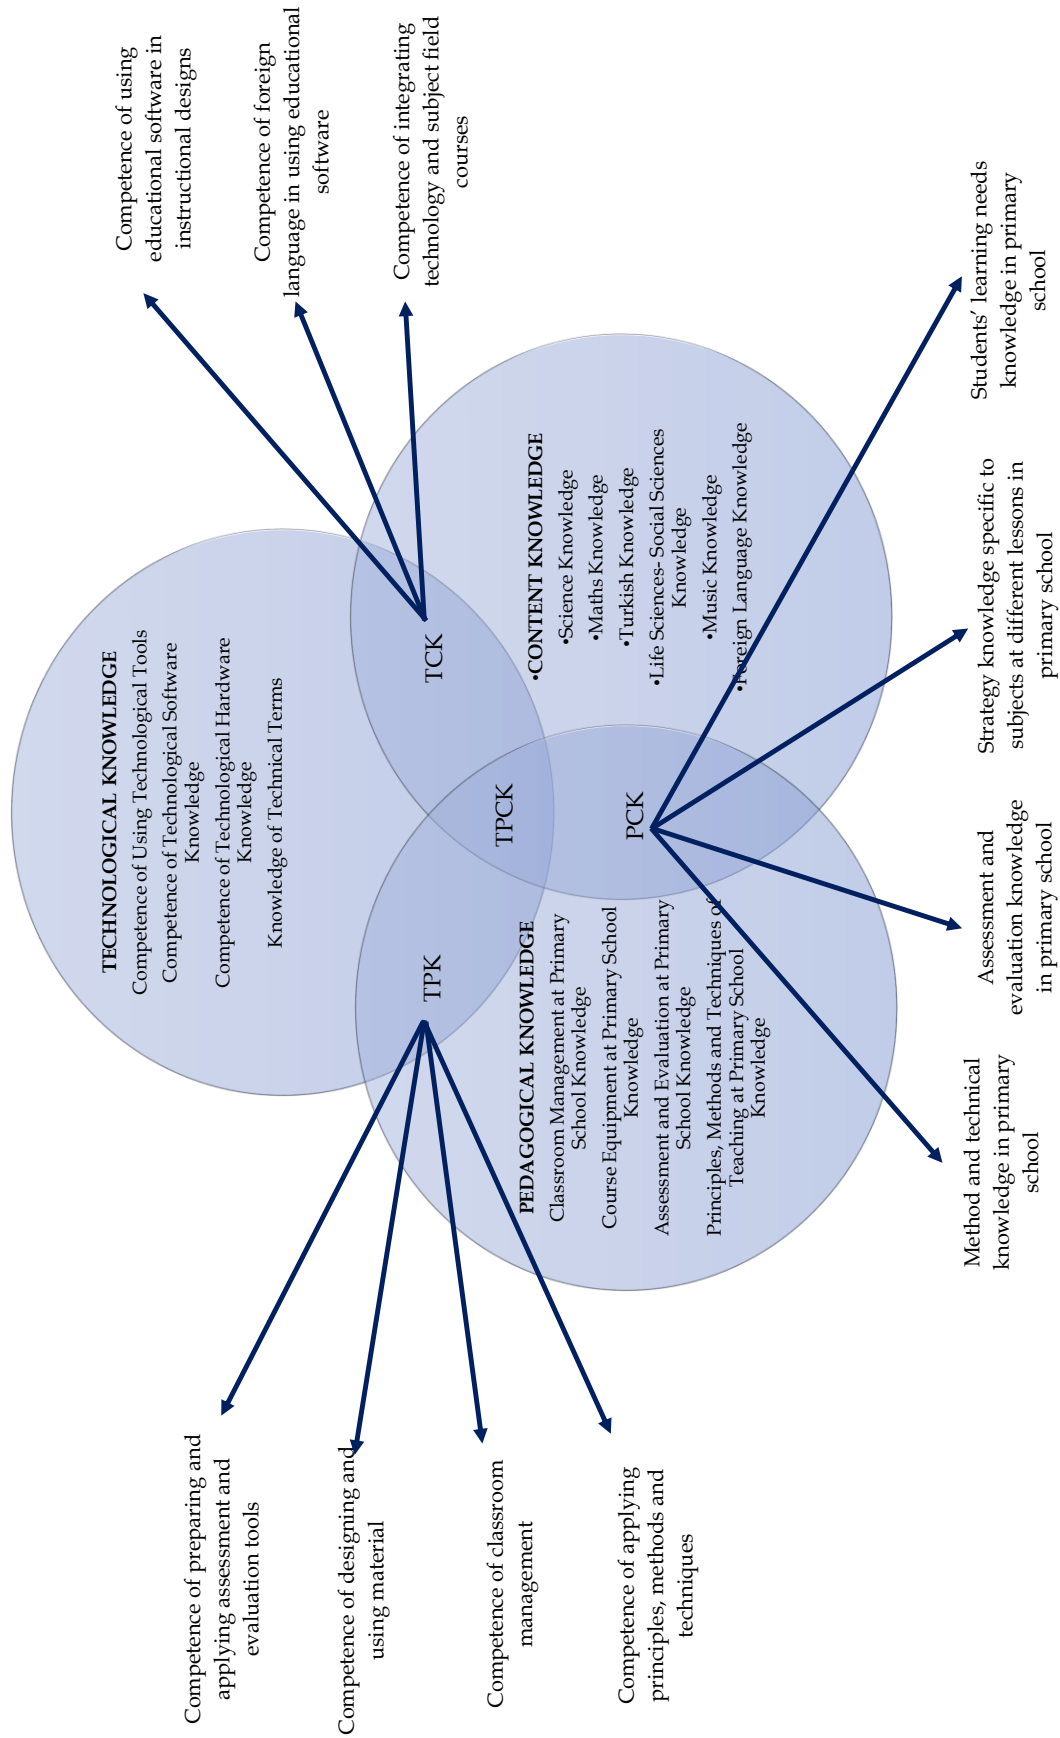 TECHNOLOGICAL KNOWLEDGE
Competence of Using Technological Tools
Competence of Technological Software
Knowledge
Competence of Technological Hardware
Knowledge
Knowledge of Technical Terms
Competence of preparing and
applying assessment and
evaluation tools
Competence of designing and
using material
Competence of classroom
management
Competence of applying
principles, methods and
techniques
TPK
TPCK
TCK
Competence of using
educational software in
instructional designs
Competence of foreign
language in using educational
software
Competence of integrating
technology and subject field
courses
PEDAGOGICAL KNOWLEDGE
Classroom Management at Primary
School Knowledge
Course Equipment at Primary School
Knowledge
Assessment and Evaluation at Primary
School Knowledge
Principles, Methods and Techniques of
Teaching at Primary School
Knowledge
PCK
•CONTENT KNOWLEDGE
•Science Knowledge
•Maths Knowledge
•Turkish Knowledge
•Life Sciences- Social Sciences
Knowledge
•Music Knowledge
•Foreign Language Knowledge
Method and technical
knowledge in primary
school
Assessment and
evaluation knowledge
in primary school
Strategy knowledge specific to
subjects at different lessons in
primary school
Students' learning needs
knowledge in primary
school